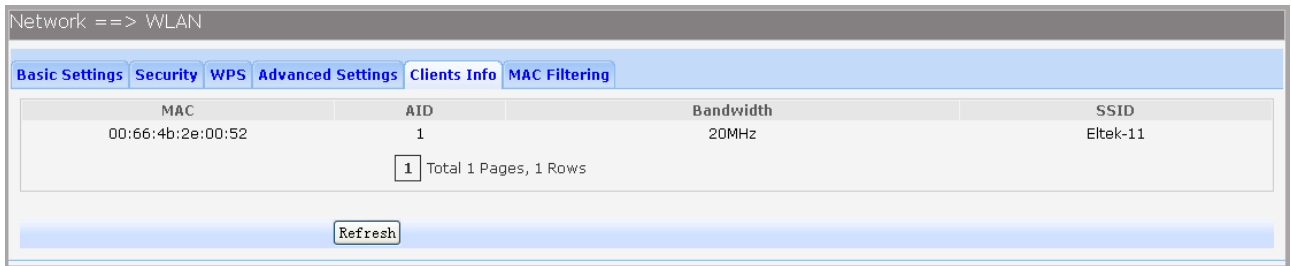 Network ==> WLAN
Basic Settings Security WPS Advanced Settings Clients Info MAC Filtering
MAC AID Bandwidth SSID
00:66:4b:2e:00:52 1 20MHz Eltek-11
1 Total 1 Pages, 1 Rows
Refresh